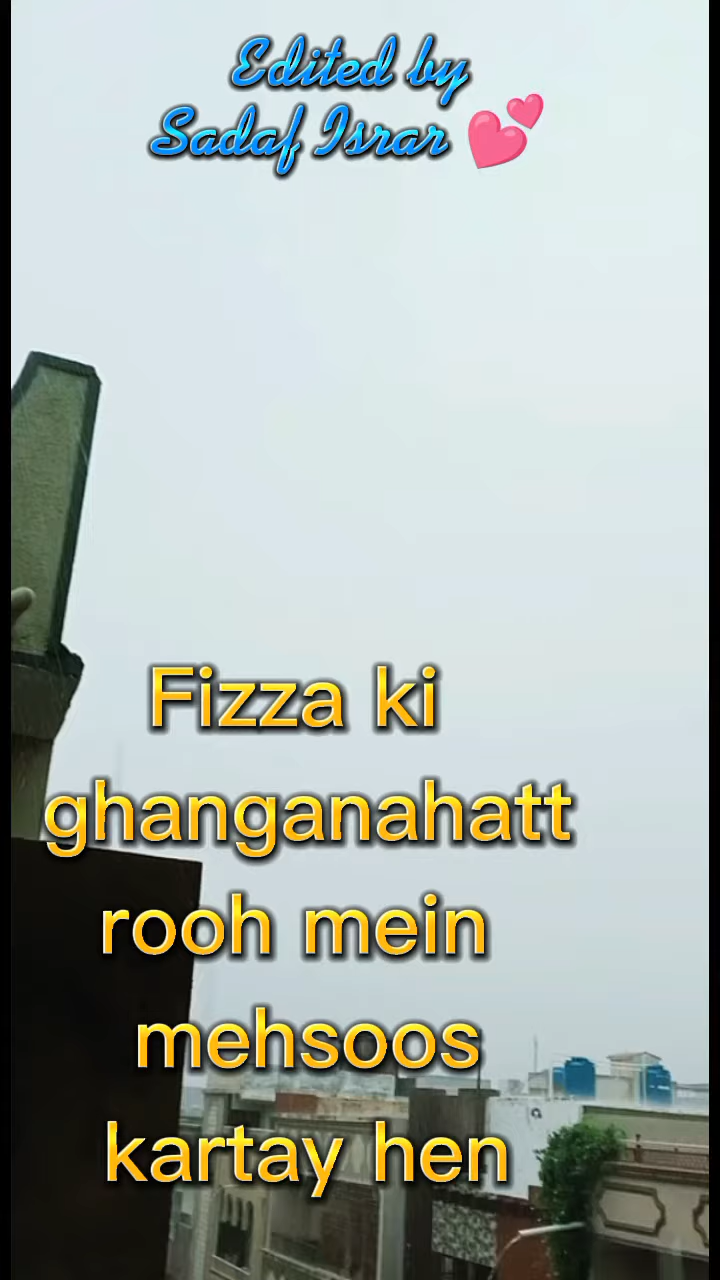 Edited by
Sadaf Israr 💕
Fizza ki
ghanganahatt
rooh mein
mehsoos
kartay hen